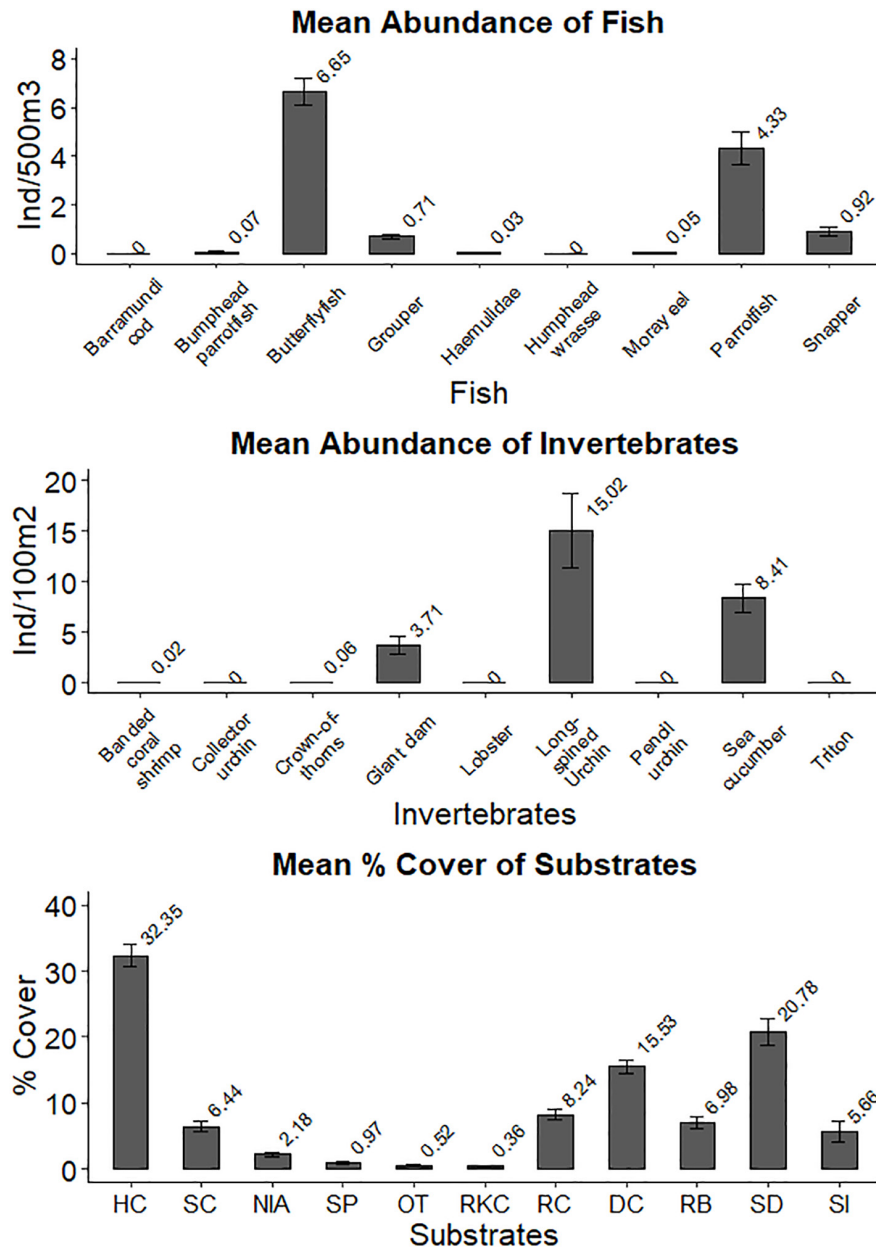 Mean Abundance of Fish
Ind/500m3
8
6
4
2
0
0
0.07
6.65
0.71
0.03
0
0.05
4.33
0.92
Barramundi
cod
Bumphead
parrotfish
Butterflyfish
Grouper
Haemulidae
Humphead
wrasse
Moray eel
Parrotfish
Snapper
Fish
Mean Abundance of Invertebrates
Ind/100m2
20
15
10
5
0
0.02
0
0.06
3.71
0
15.02
0
8.41
0
Banded
coral
shrimp
Collector
urchin
Crown-of-
thorns
Giant clam
Lobster
Long-
spined
Urchin
Pencil
urchin
Sea
cucumber
Triton
Invertebrates
Mean % Cover of Substrates
% Cover
40
30
20
10
0
32.35
6.44
2.18
0.97
0.52
0.36
8.24
15.53
6.98
20.78
5.66
HC SC NIA SP OT RKC RC DC RB SD SI
Substrates